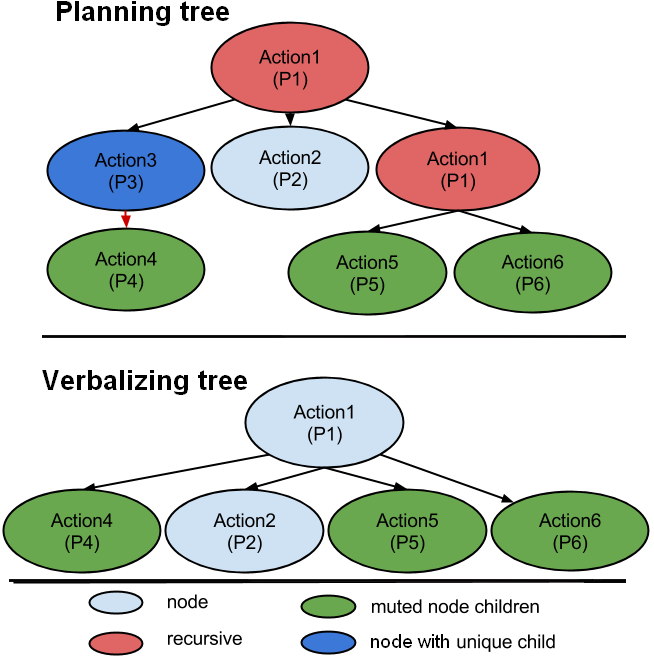 Planning tree
Action1
(P1)
Action3
(P3)
Action2
(P2)
Action1
(P1)
Action4
(P4)
Action5
(P5)
Action6
(P6)
Verbalizing tree
Action1
(P1)
Action4
(P4)
Action2
(P2)
Action5
(P5)
Action6
(P6)
node
muted node children
recursive
node with unique child